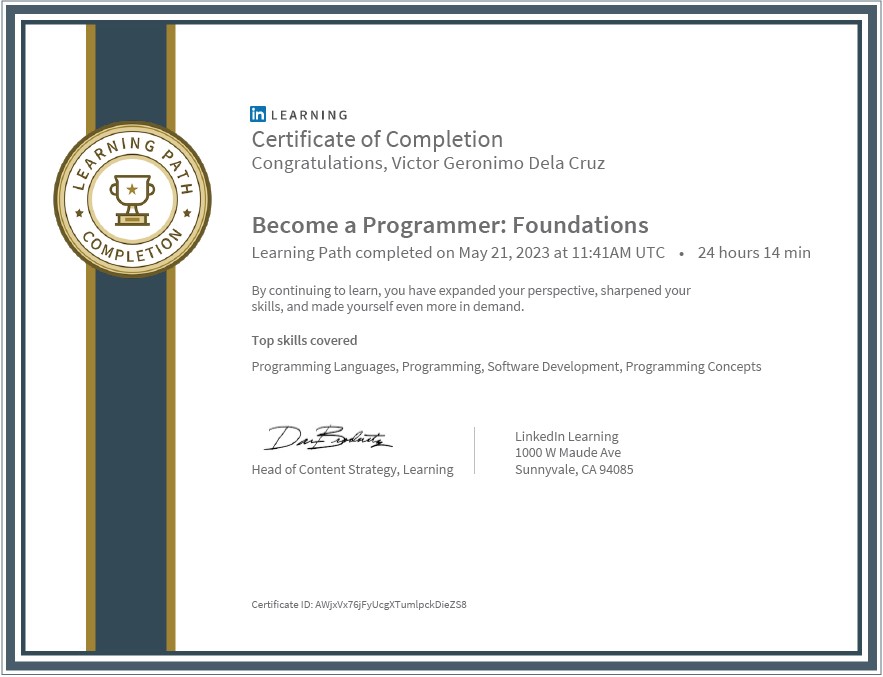 LEARNING PATH
COMPLETION
in LEARNING
Certificate of Completion
Congratulations, Victor Geronimo Dela Cruz
Become a Programmer: Foundations
Learning Path completed on May 21, 2023 at 11:41AM UTC • 24 hours 14 min
By continuing to learn, you have expanded your perspective, sharpened your
skills, and made yourself even more in demand.
Top skills covered
Programming Languages, Programming, Software Development, Programming Concepts
Head of Content Strategy, Learning
LinkedIn Learning
1000 W Maude Ave
Sunnyvale, CA 94085
Certificate ID: AWjxVx76jFyUcgXTumlpckDieZS8